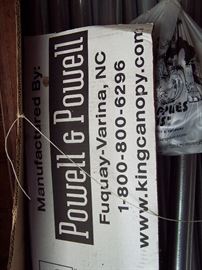 Manufactured By:
Powell & Powell
Fuquay-Varina, NC
1-800-800-6296
www.kingcanopy.com